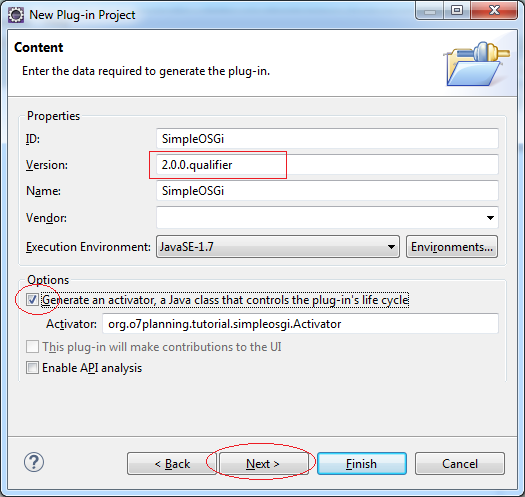 New Plug-in Project
Content
Enter the data required to generate the plug-in.
Properties
ID: SimpleOSGi
Version: 2.0.0.qualifier
Name: SimpleOSGi
Vendor:
Execution Environment: JavaSE-1.7 Environments...
Options
Generate an activator, a Java class that controls the plug-in's life cycle
Activator: org.o7planning.tutorial.simpleosgi.Activator
This plug-in will make contributions to the UI
Enable API analysis
? < Back Next > Finish Cancel